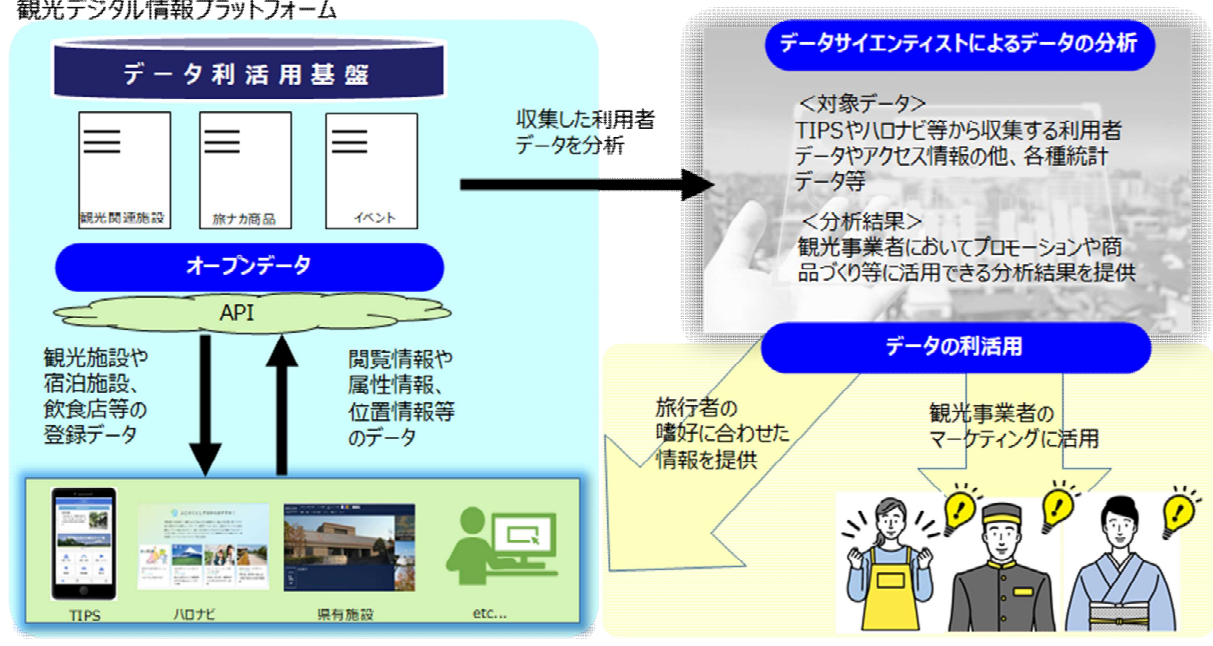 観光デジタル情報プラットフォーム
データ利活用基盤
観光関連施設
旅ナカ商品
イベント
オープンデータ
API
観光施設や
宿泊施設、
飲食店等の
登録データ
閲覧情報や
属性情報、
位置情報等
のデータ
TIPS
ハロナビ
県有施設
etc...
収集した利用者
データを分析
データサイエンティストによるデータの分析
＜対象データ＞
TIPSやハロナビ等から収集する利用者
データやアクセス情報の他、各種統計
データ等
＜分析結果＞
観光事業者においてプロモーションや商
品づくり等に活用できる分析結果を提供
データの利活用
旅行者の
嗜好に合わせた
情報を提供
観光事業者の
マーケティングに活用